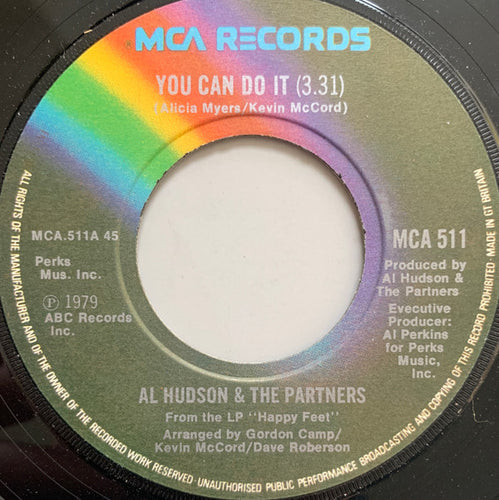 MCA RECORDS
YOU CAN DO IT (3.31)
(Alicia Myers/Kevin McCord)
MCA.511A 45
Perks
Mus. Inc.
Ⓟ 1979
ABC Records
Inc.
MCA 511
Produced by
Al Hudson &
The Partners
Executive
Producer:
Al Perkins
for Perks
Music,
Inc.
AL HUDSON & THE PARTNERS
From the LP "Happy Feet"
Arranged by Gordon Camp/
Kevin McCord/Dave Roberson
ALL RIGHTS OF THE MANUFACTURER AND OF THE OWNER OF THE RECORDED WORK RESERVED · UNAUTHORISED PUBLIC PERFORMANCE BROADCASTING AND COPYING OF THIS RECORD PROHIBITED · MADE IN GT BRITAIN